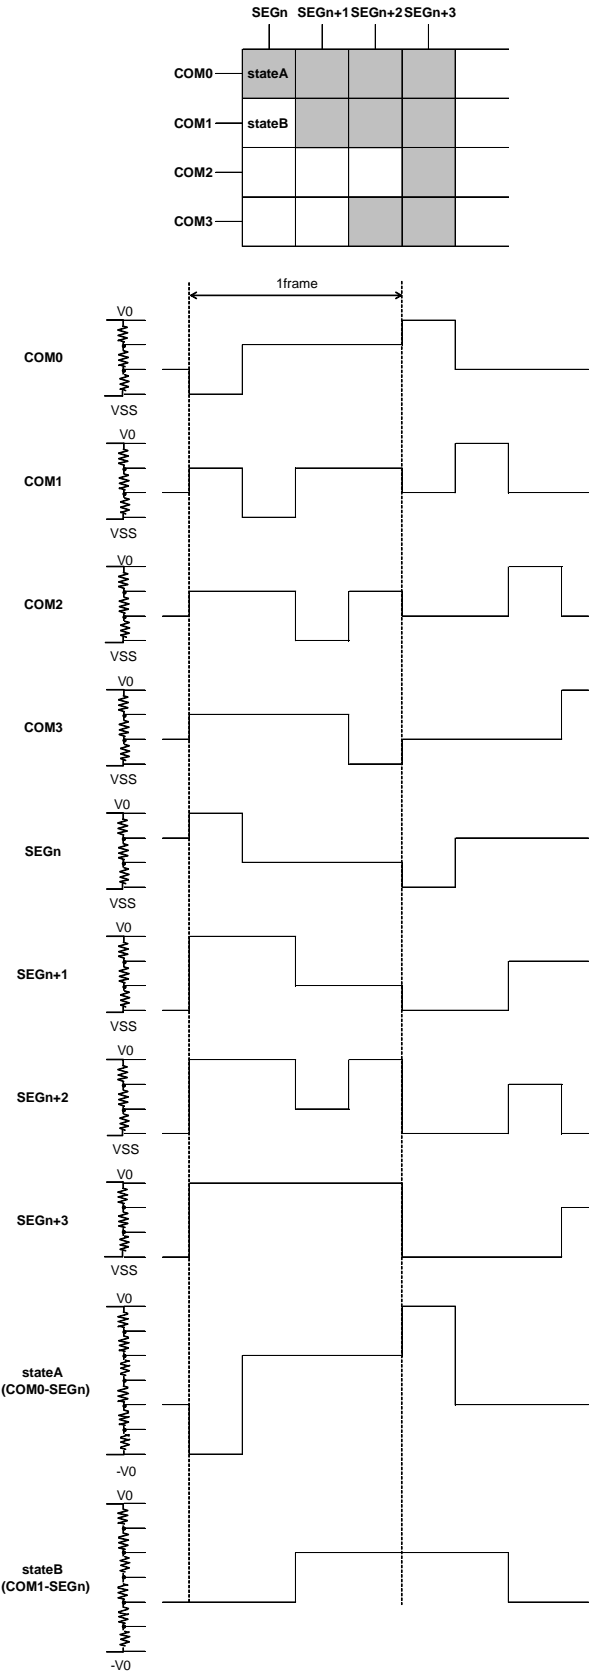 SEGn SEGn+1 SEGn+2 SEGn+3
COM0 stateA
COM1 stateB
COM2
COM3
1frame
V0
COM0
VSS
V0
COM1
VSS
V0
COM2
VSS
V0
COM3
VSS
V0
SEGn
VSS
V0
SEGn+1
VSS
V0
SEGn+2
VSS
V0
SEGn+3
VSS
V0
stateA
(COM0-SEGn)
-V0
V0
stateB
(COM1-SEGn)
-V0